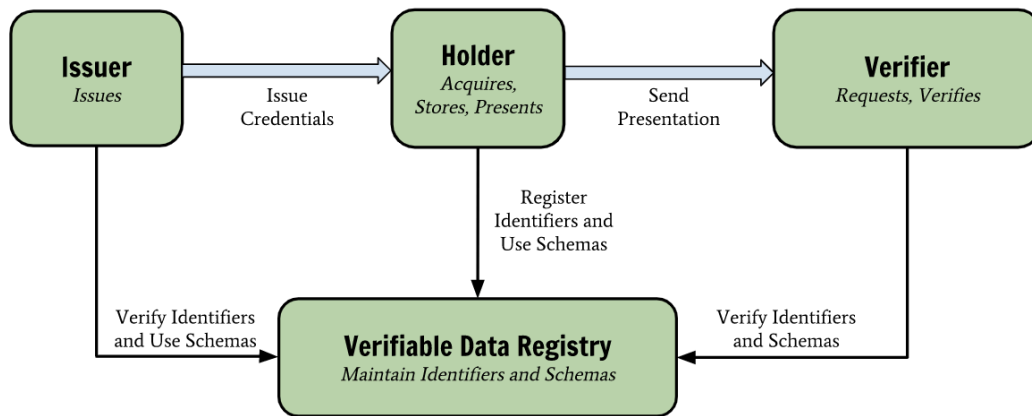 Issuer
Issues
Issue
Credentials
Holder
Acquires,
Stores, Presents
Send
Presentation
Verifier
Requests, Verifies
Register
Identifiers and
Use Schemas
Verify Identifiers
and Use Schemas
Verifiable Data Registry
Maintain Identifiers and Schemas
Verify Identifiers
and Schemas